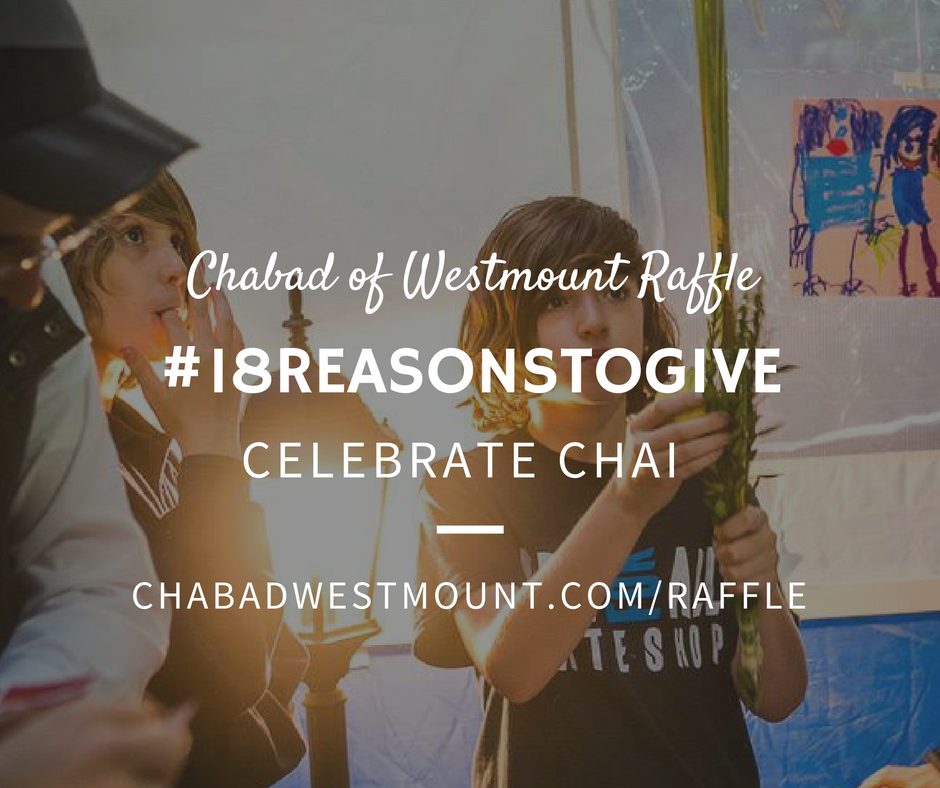 Chabad of Westmount Raffle
#18REASONSTOGIVE
CELEBRATE CHAI
CHABADWESTMOUNT.COM/RAFFLE